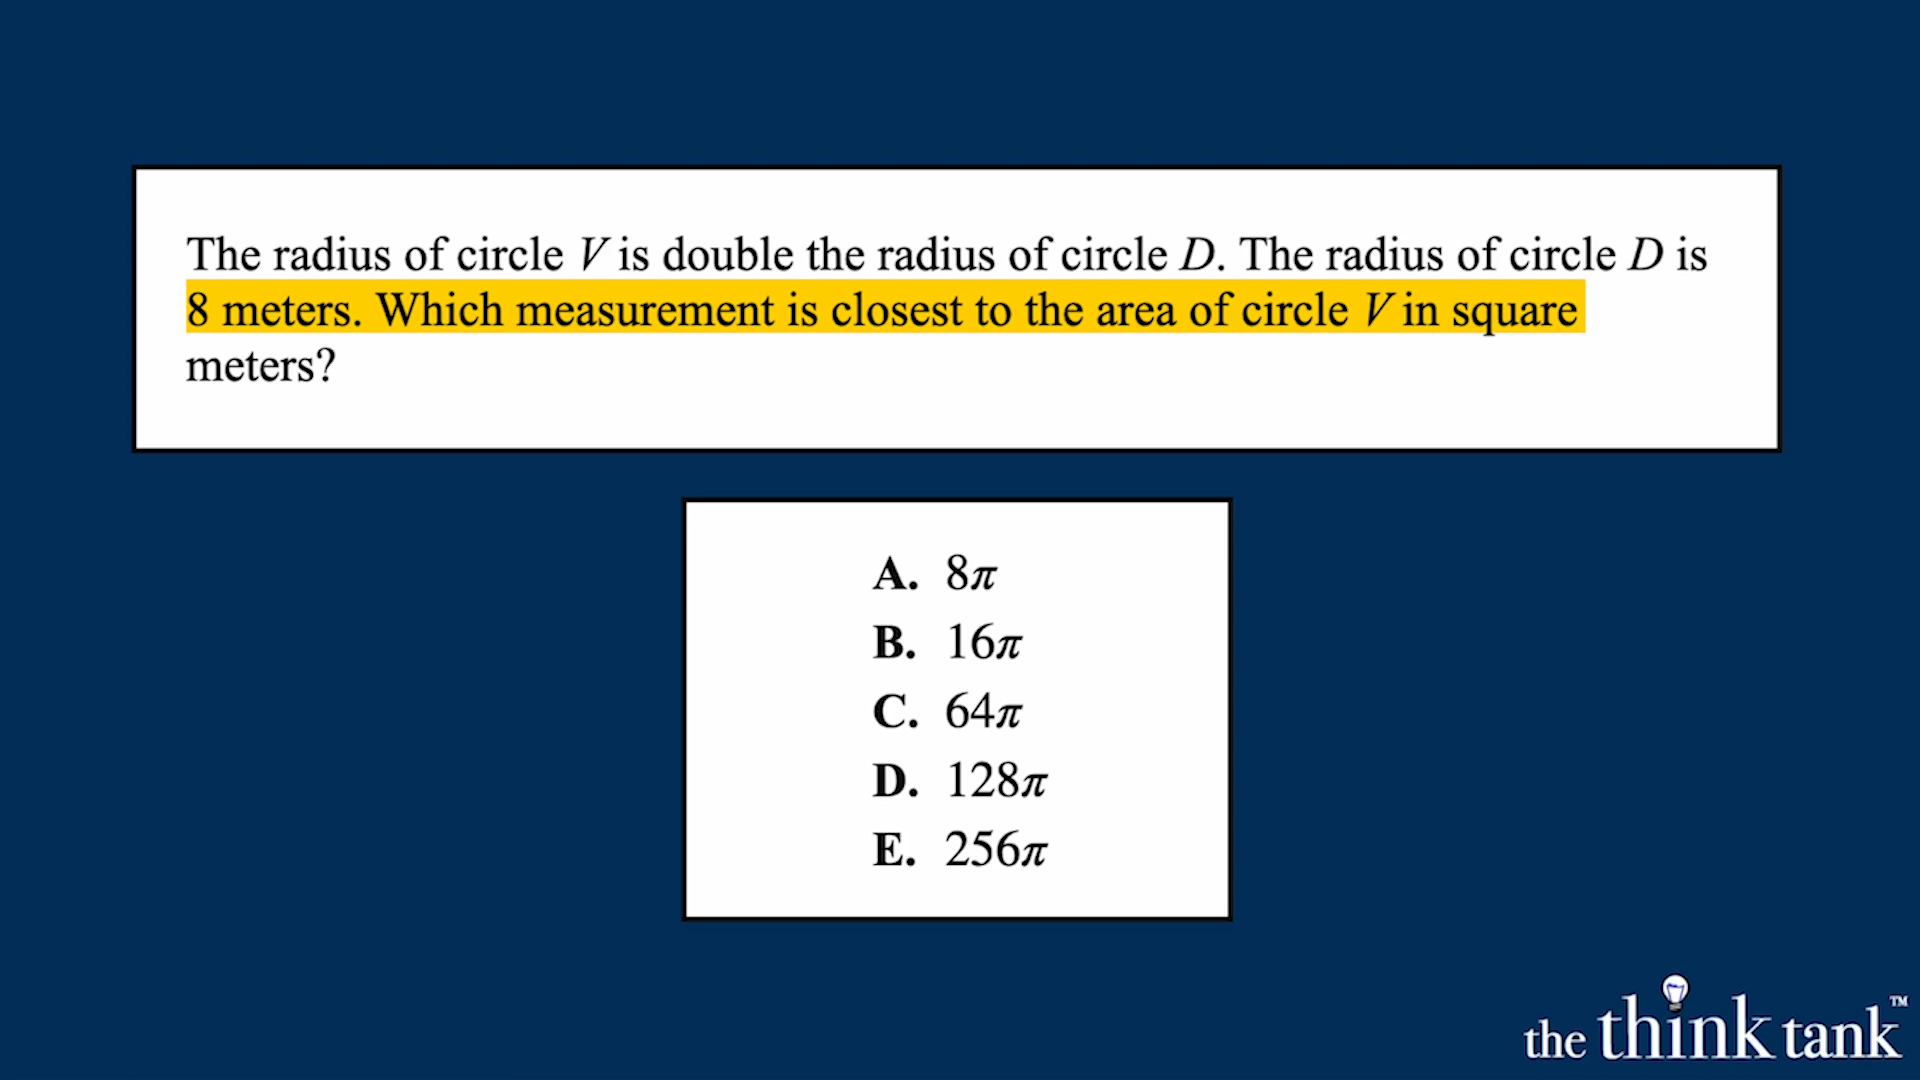 The radius of circle V is double the radius of circle D. The radius of circle D is
8 meters. Which measurement is closest to the area of circle V in square
meters?
A. 8π
B. 16π
C. 64π
D. 128π
E. 256π
the think tank™